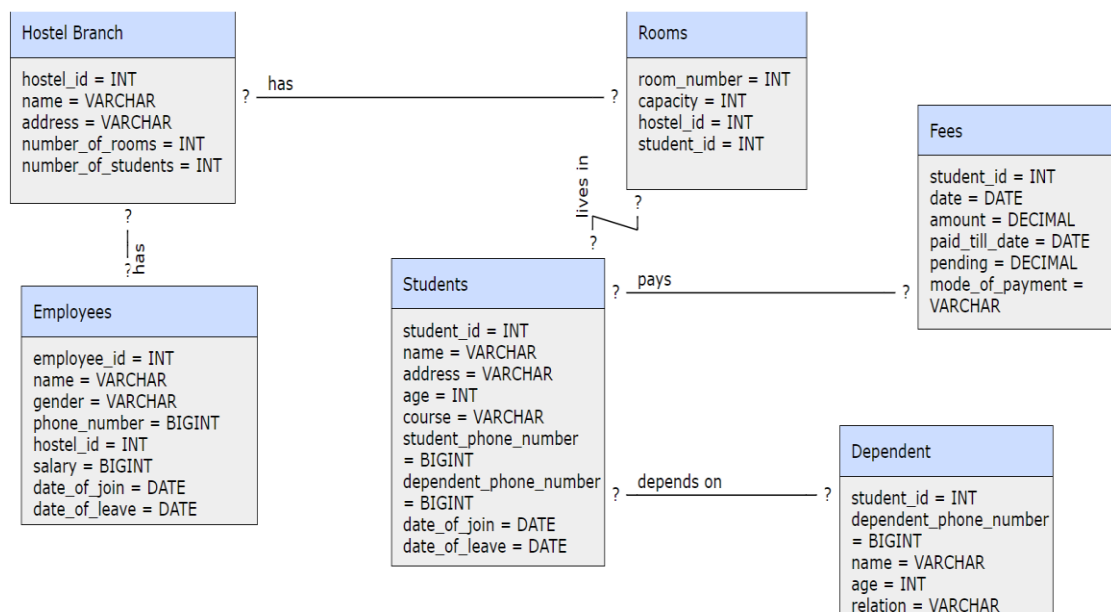 Hostel Branch
hostel_id = INT
name = VARCHAR
address = VARCHAR
number_of_rooms = INT
number_of_students = INT
? has ?
Rooms
room_number = INT
capacity = INT
hostel_id = INT
student_id = INT
Fees
student_id = INT
date = DATE
amount = DECIMAL
paid_till_date = DATE
pending = DECIMAL
mode_of_payment =
VARCHAR
?
has
?
lives in
?
?
Employees
employee_id = INT
name = VARCHAR
gender = VARCHAR
phone_number = BIGINT
hostel_id = INT
salary = BIGINT
date_of_join = DATE
date_of_leave = DATE
Students
student_id = INT
name = VARCHAR
address = VARCHAR
age = INT
course = VARCHAR
student_phone_number
= BIGINT
dependent_phone_number
= BIGINT
date_of_join = DATE
date_of_leave = DATE
? pays ?
? depends on ?
Dependent
student_id = INT
dependent_phone_number
= BIGINT
name = VARCHAR
age = INT
relation = VARCHAR